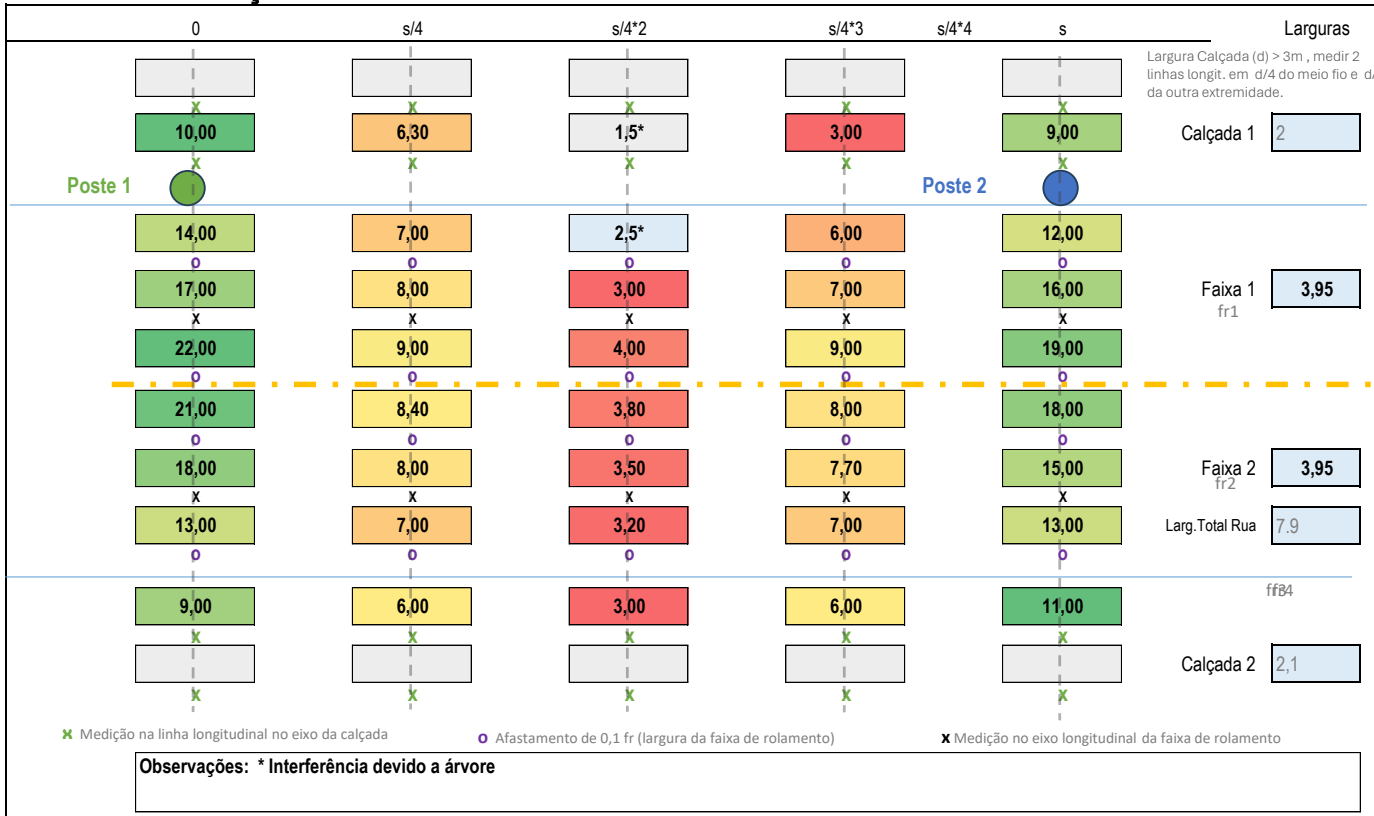 0 s/4 s/4*2 s/4*3 s/4*4 s Larguras
Largura Calçada (d) > 3m , medir 2
linhas longit. em d/4 do meio fio e d/
da outra extremidade.
x x x x x
10,00 6,30 1,5* 3,00 9,00 Calçada 1 2
x x x x x
Poste 1 Poste 2
14,00 7,00 2,5* 6,00 12,00
o o o o o
17,00 8,00 3,00 7,00 16,00 Faixa 1 3,95
fr1
x x x x x
22,00 9,00 4,00 9,00 19,00
o o o o o
21,00 8,40 3,80 8,00 18,00
o o o o o
18,00 8,00 3,50 7,70 15,00 Faixa 2 3,95
fr2
x x x x x
13,00 7,00 3,20 7,00 13,00 Larg.Total Rua 7.9
o o o o o
9,00 6,00 3,00 6,00 11,00
x x x x x
Calçada 2 2,1
x x x x x
x Medição na linha longitudinal no eixo da calçada o Afastamento de 0,1 fr (largura da faixa de rolamento) x Medição no eixo longitudinal da faixa de rolamento
Observações: * Interferência devido a árvore